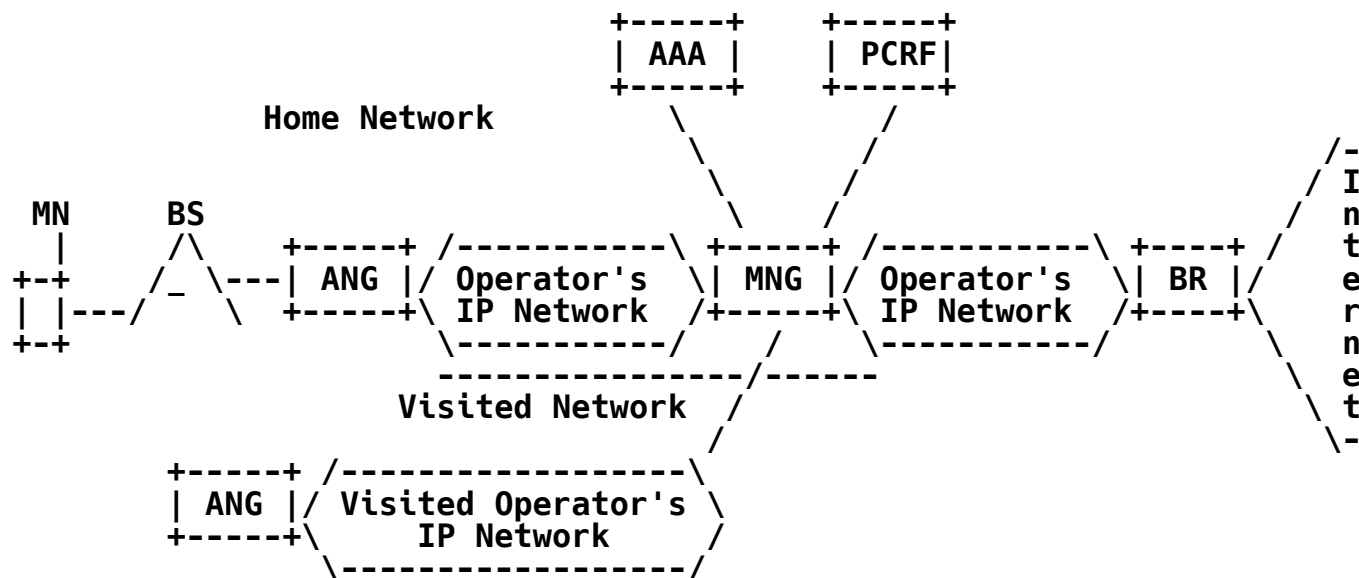 AAA PCRF
Home Network
MN BS
ANG Operator's IP Network MNG Operator's IP Network BR
Internet
Visited Network
ANG Visited Operator's IP Network